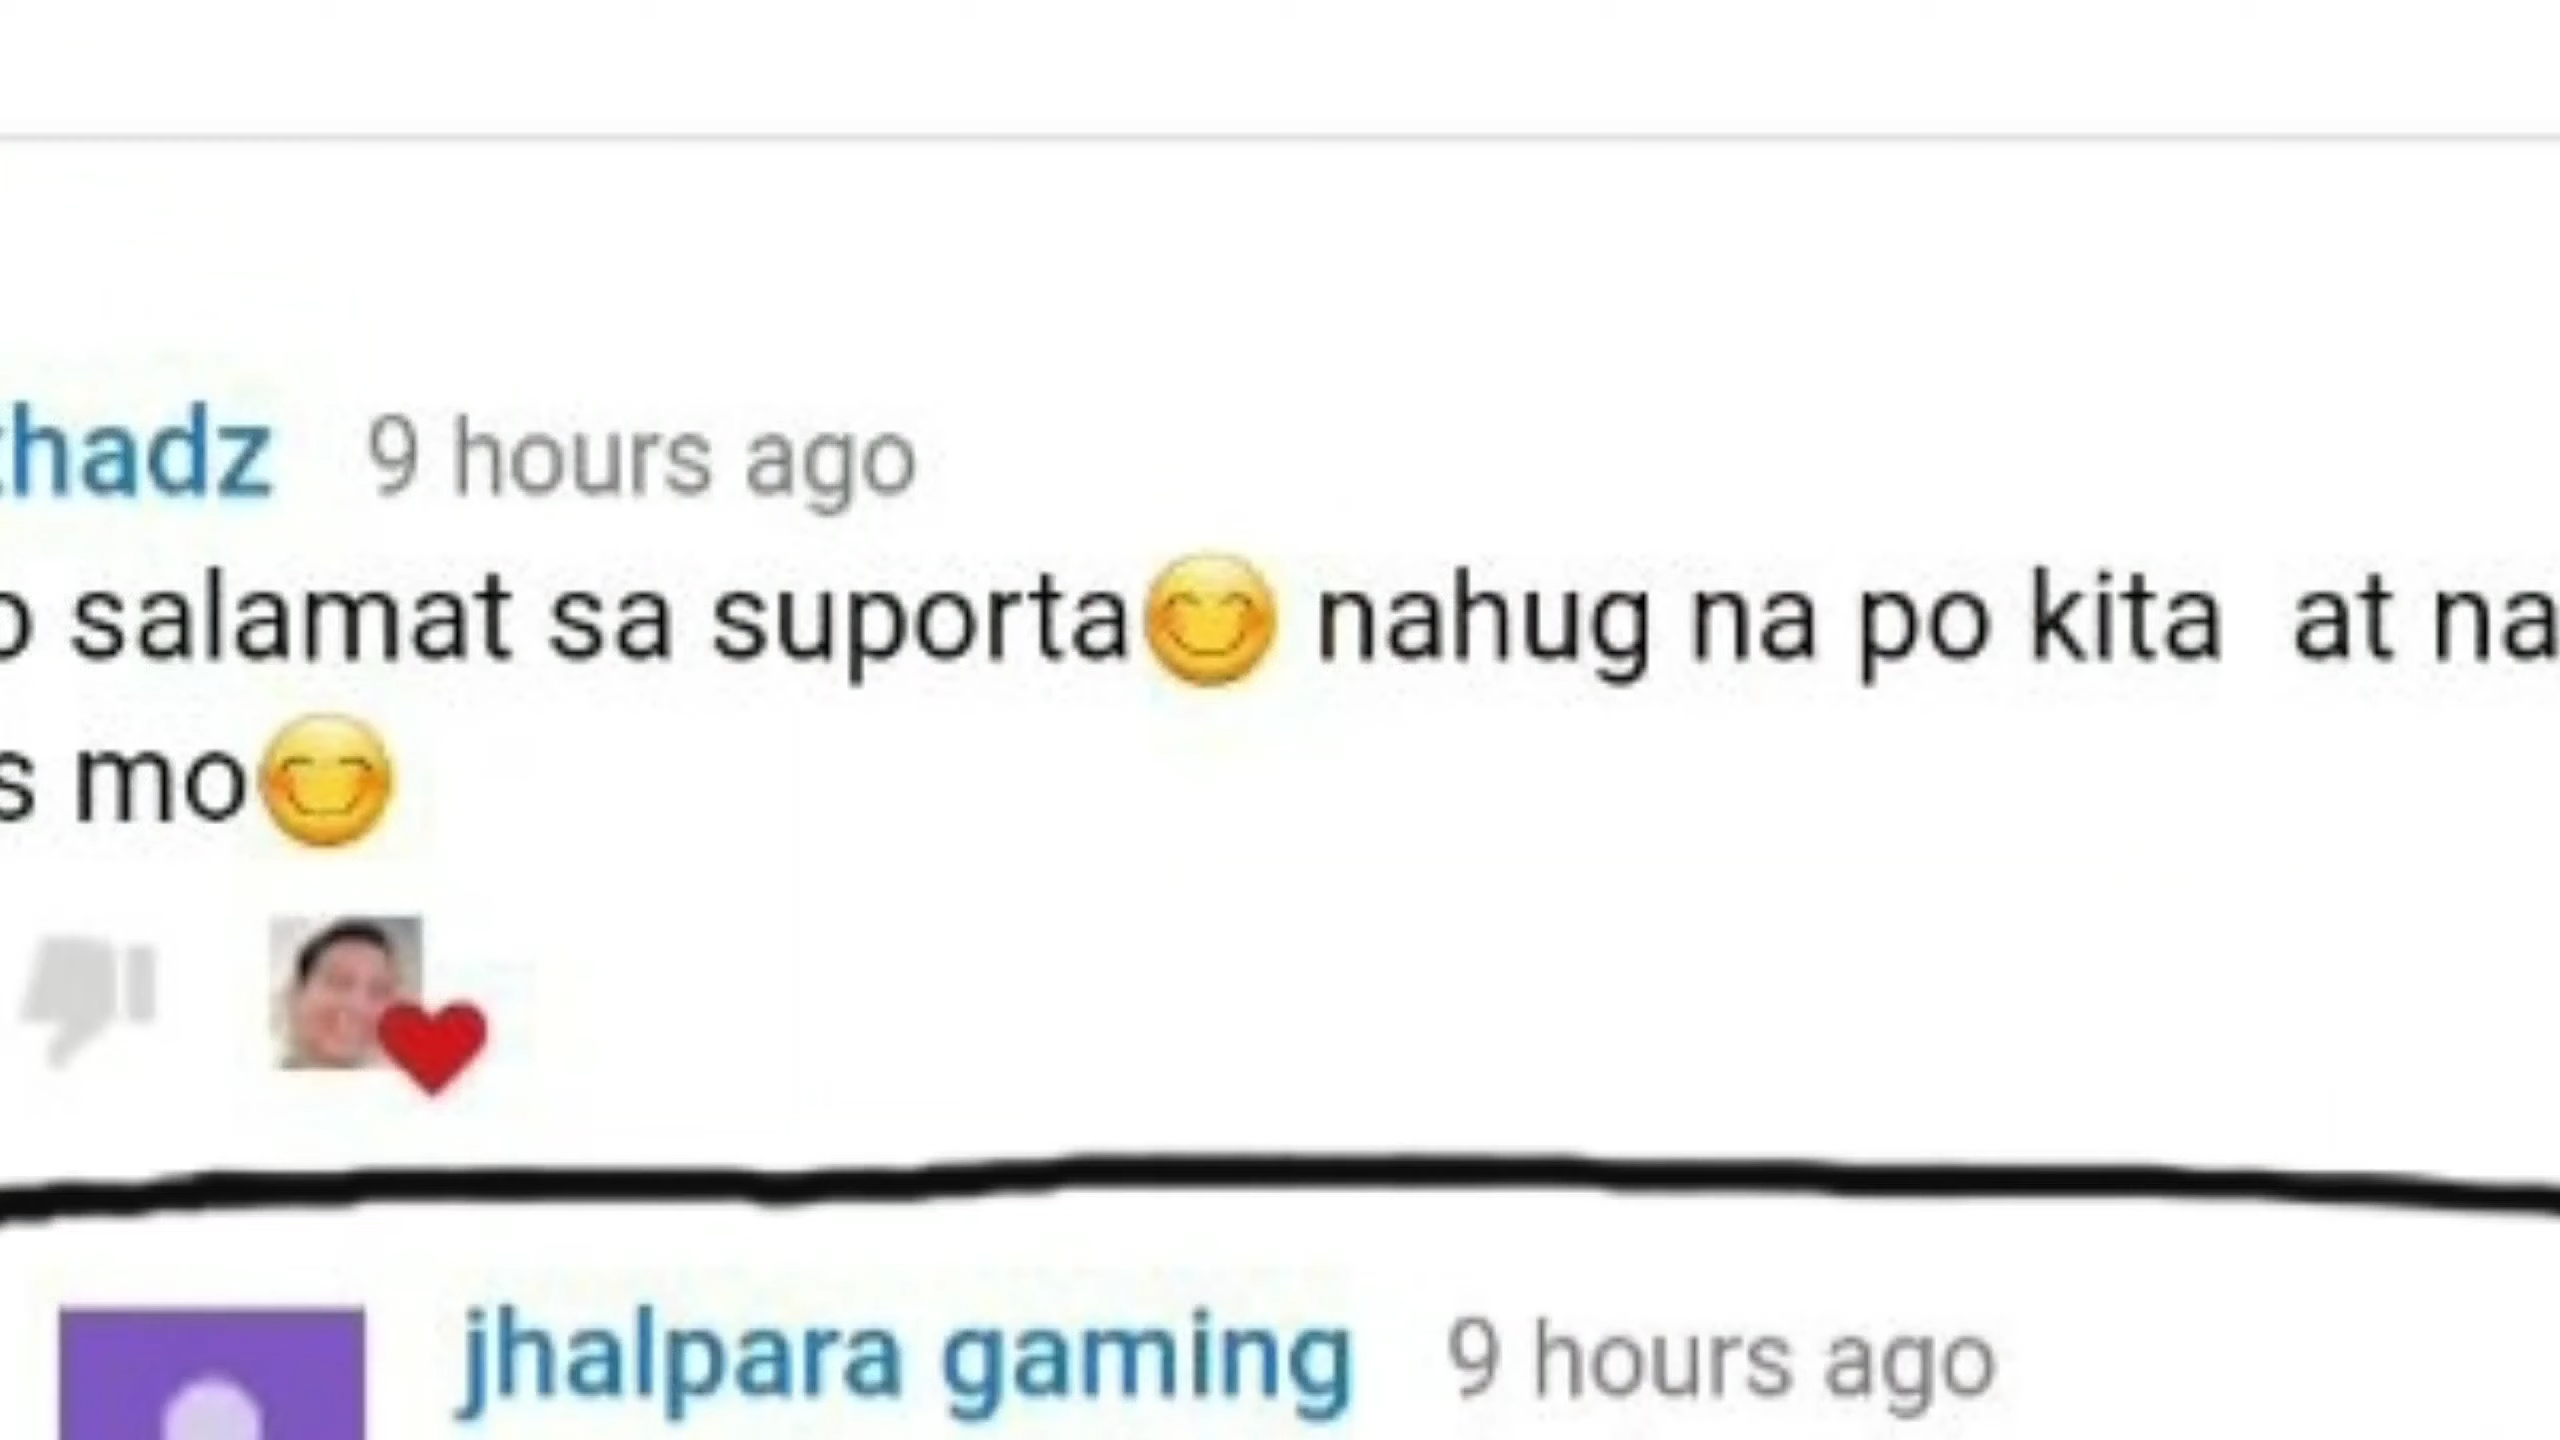 hadz 9 hours ago
salamat sa suporta😊 nahug na po kita at na
s mo😊
jhalpara gaming 9 hours ago